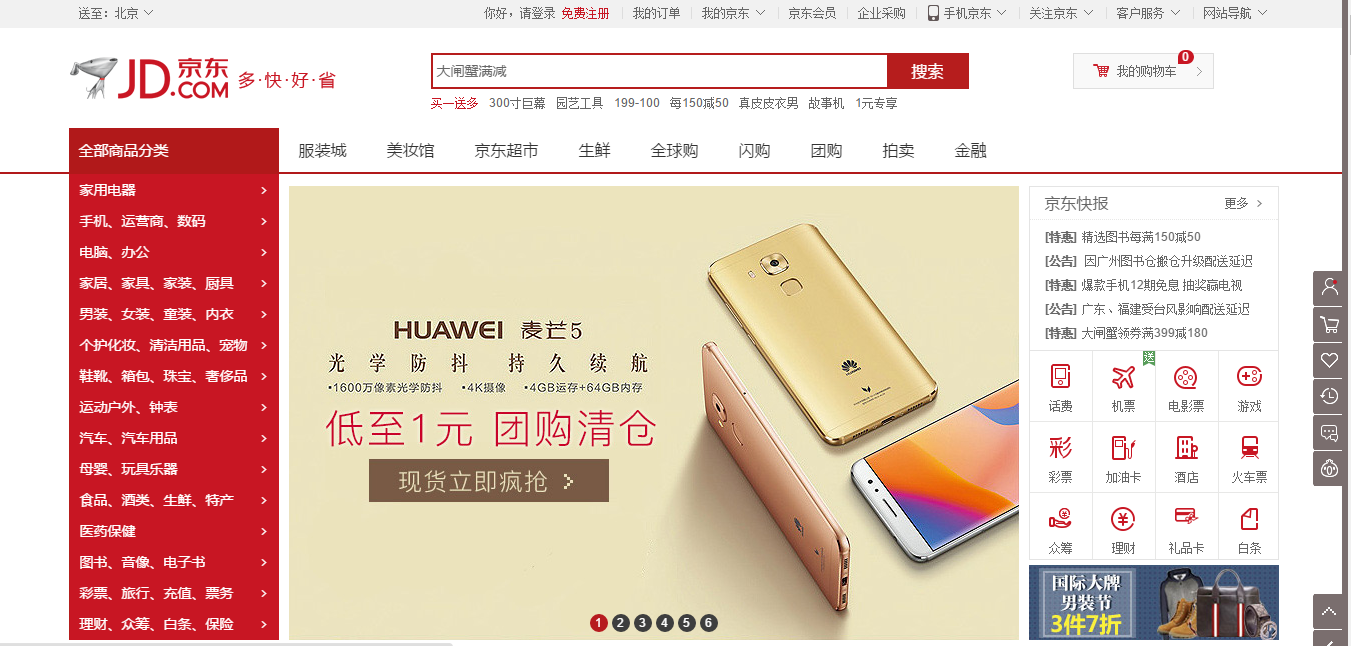 送至：北京
你好，请登录 免费注册 我的订单 我的京东 京东会员 企业采购 手机京东 关注京东 客户服务 网站导航
JD.COM 京东
多·快·好·省
大闸蟹满减
搜索
我的购物车
0
买一送多 300寸巨幕 园艺工具 199-100 每150减50 真皮皮衣男 故事机 1元专享
全部商品分类
服装城 美妆馆 京东超市 生鲜 全球购 闪购 团购 拍卖 金融
家用电器
手机、运营商、数码
电脑、办公
家居、家具、家装、厨具
男装、女装、童装、内衣
个护化妆、清洁用品、宠物
鞋靴、箱包、珠宝、奢侈品
运动户外、钟表
汽车、汽车用品
母婴、玩具乐器
食品、酒类、生鲜、特产
医药保健
图书、音像、电子书
彩票、旅行、充值、票务
理财、众筹、白条、保险
HUAWEI 麦芒5
光学防抖 持久续航
•1600万像素光学防抖 •4K摄像 •4GB运存+64GB内存
低至1元 团购清仓
现货立即疯抢 >
HUAWEI
1 2 3 4 5 6
京东快报
更多 >
[特惠] 精选图书每满150减50
[公告] 因广州图书仓搬仓升级配送延迟
[特惠] 爆款手机12期免息 抽奖赢电视
[公告] 广东、福建受台风影响配送延迟
[特惠] 大闸蟹领券满399减180
送
话费 机票 电影票 游戏
彩
彩票 加油卡 酒店 火车票
众筹 理财 礼品卡 白条
国际大牌
男装节
3件7折